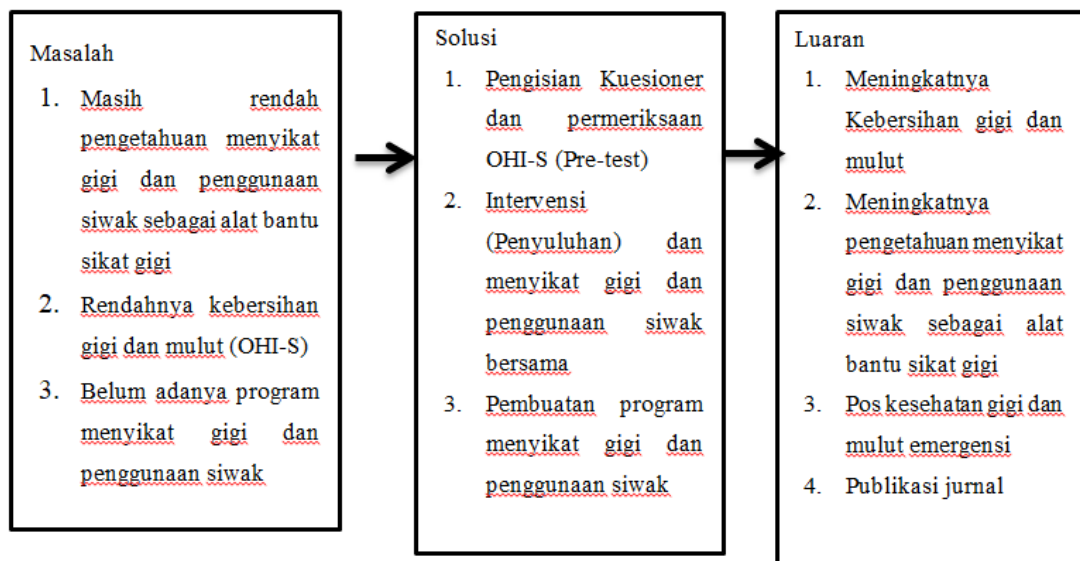 Masalah
1. Masih rendah
pengetahuan menyikat
gigi dan penggunaan
siwak sebagai alat bantu
sikat gigi
2. Rendahnya kebersihan
gigi dan mulut (OHI-S)
3. Belum adanya program
menyikat gigi dan
penggunaan siwak
Solusi
1. Pengisian Kuesioner
dan permeriksaan
OHI-S (Pre-test)
2. Intervensi
(Penyuluhan) dan
menyikat gigi dan
penggunaan siwak
bersama
3. Pembuatan program
menyikat gigi dan
penggunaan siwak
Luaran
1. Meningkatnya
Kebersihan gigi dan
mulut
2. Meningkatnya
pengetahuan menyikat
gigi dan penggunaan
siwak sebagai alat
bantu sikat gigi
3. Pos kesehatan gigi dan
mulut emergensi
4. Publikasi jurnal